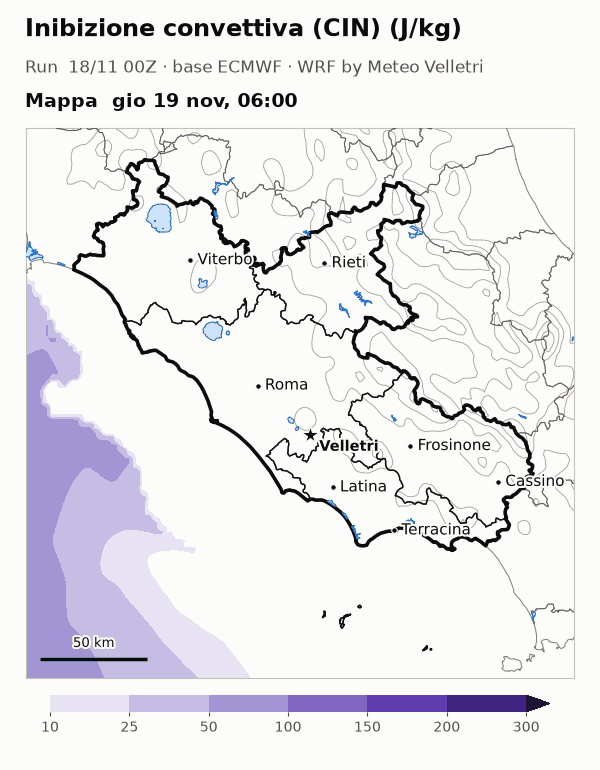 Inibizione convettiva (CIN) (J/kg)
Run  18/11 00Z · base ECMWF · WRF by Meteo Velletri
Mappa  gio 19 nov, 06:00
Viterbo
Rieti
Roma
Velletri
Frosinone
Latina
Cassino
Terracina
50 km
10 25 50 100 150 200 300